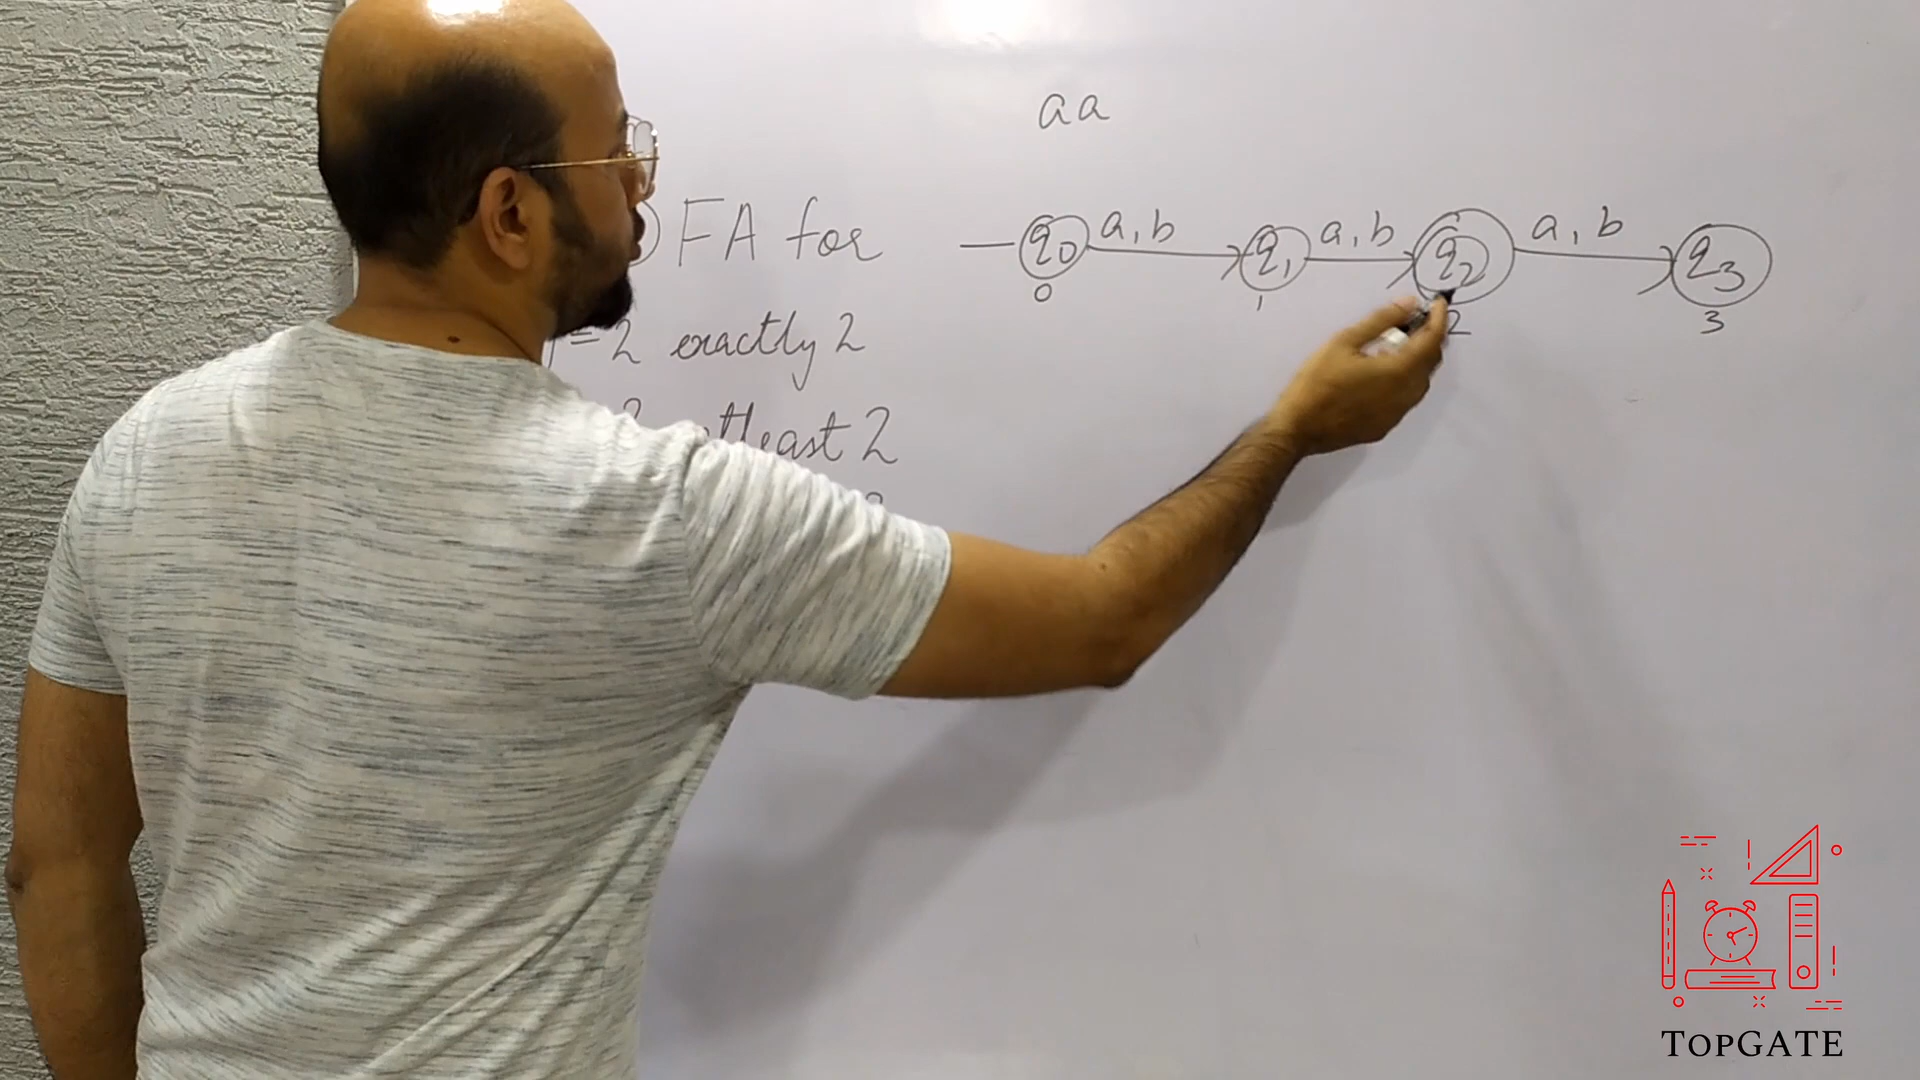 aa
FA for
= 2 exactly 2
atleast 2
q0 a,b q1 a,b q2 a,b q3
0 1 2 3
TOPGATE